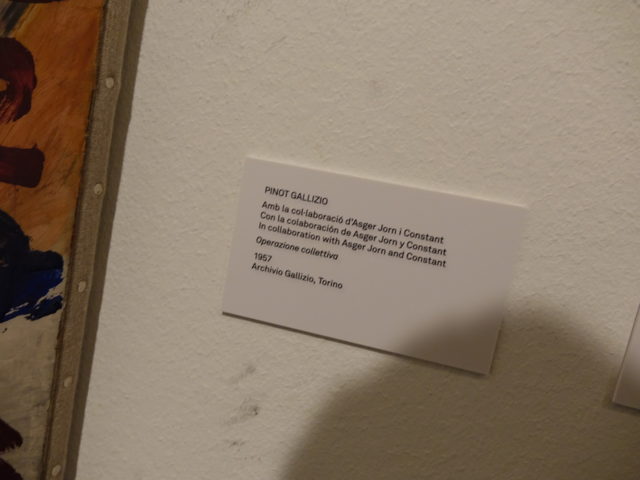 PINOT GALLIZIO
Amb la col·laboració d'Asger Jorn i Constant
Con la colaboración de Asger Jorn y Constant
In collaboration with Asger Jorn and Constant
Operazione collettiva
1957
Archivio Gallizio, Torino